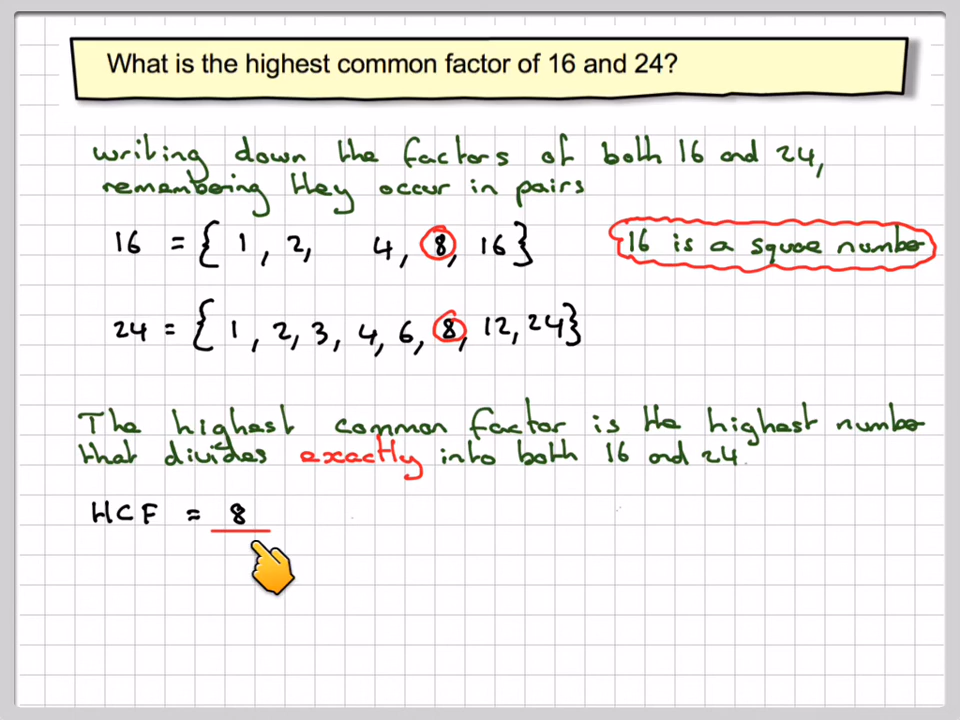 What is the highest common factor of 16 and 24?
writing down the factors of both 16 and 24,
remembering they occur in pairs
16 = { 1 , 2, 4, 8, 16 }
16 is a square number
24 = { 1 , 2, 3, 4, 6, 8, 12, 24 }
The highest common factor is the highest number
that divides exactly into both 16 and 24.
HCF = 8